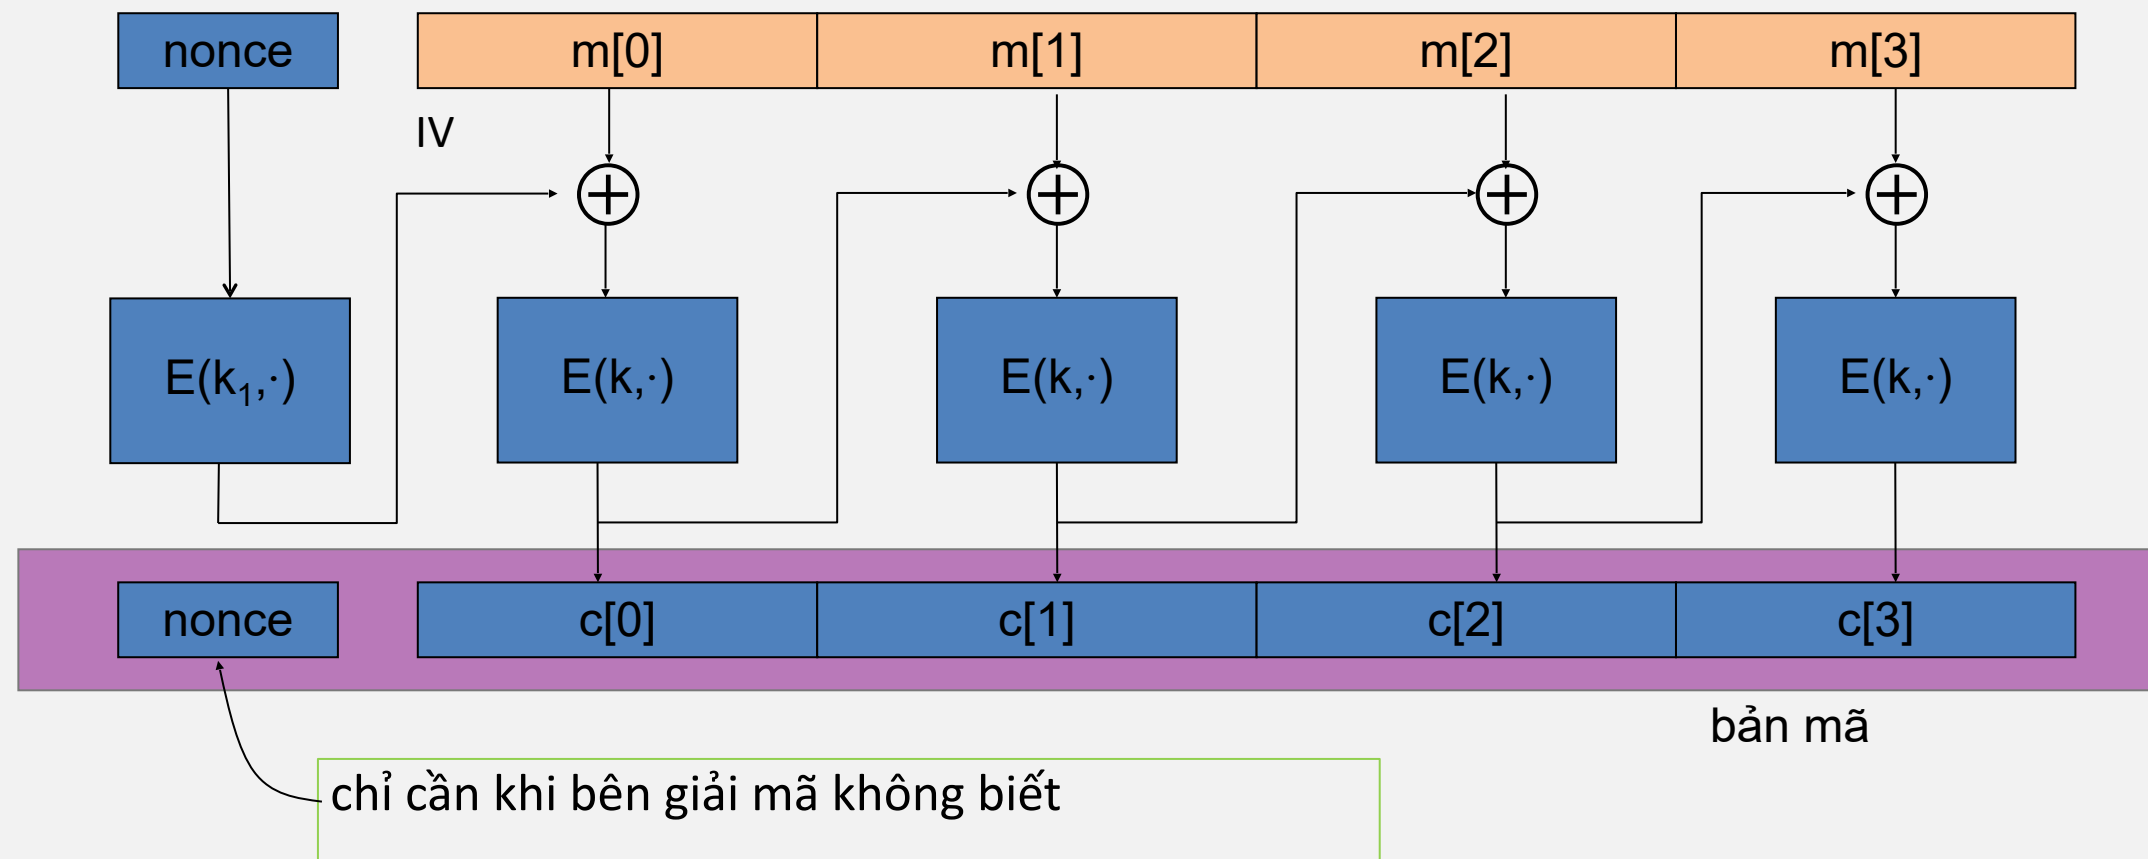 nonce m[0] m[1] m[2] m[3]
IV
E(k₁,·) E(k,·) E(k,·) E(k,·) E(k,·)
nonce c[0] c[1] c[2] c[3]
bản mã
chỉ cần khi bên giải mã không biết